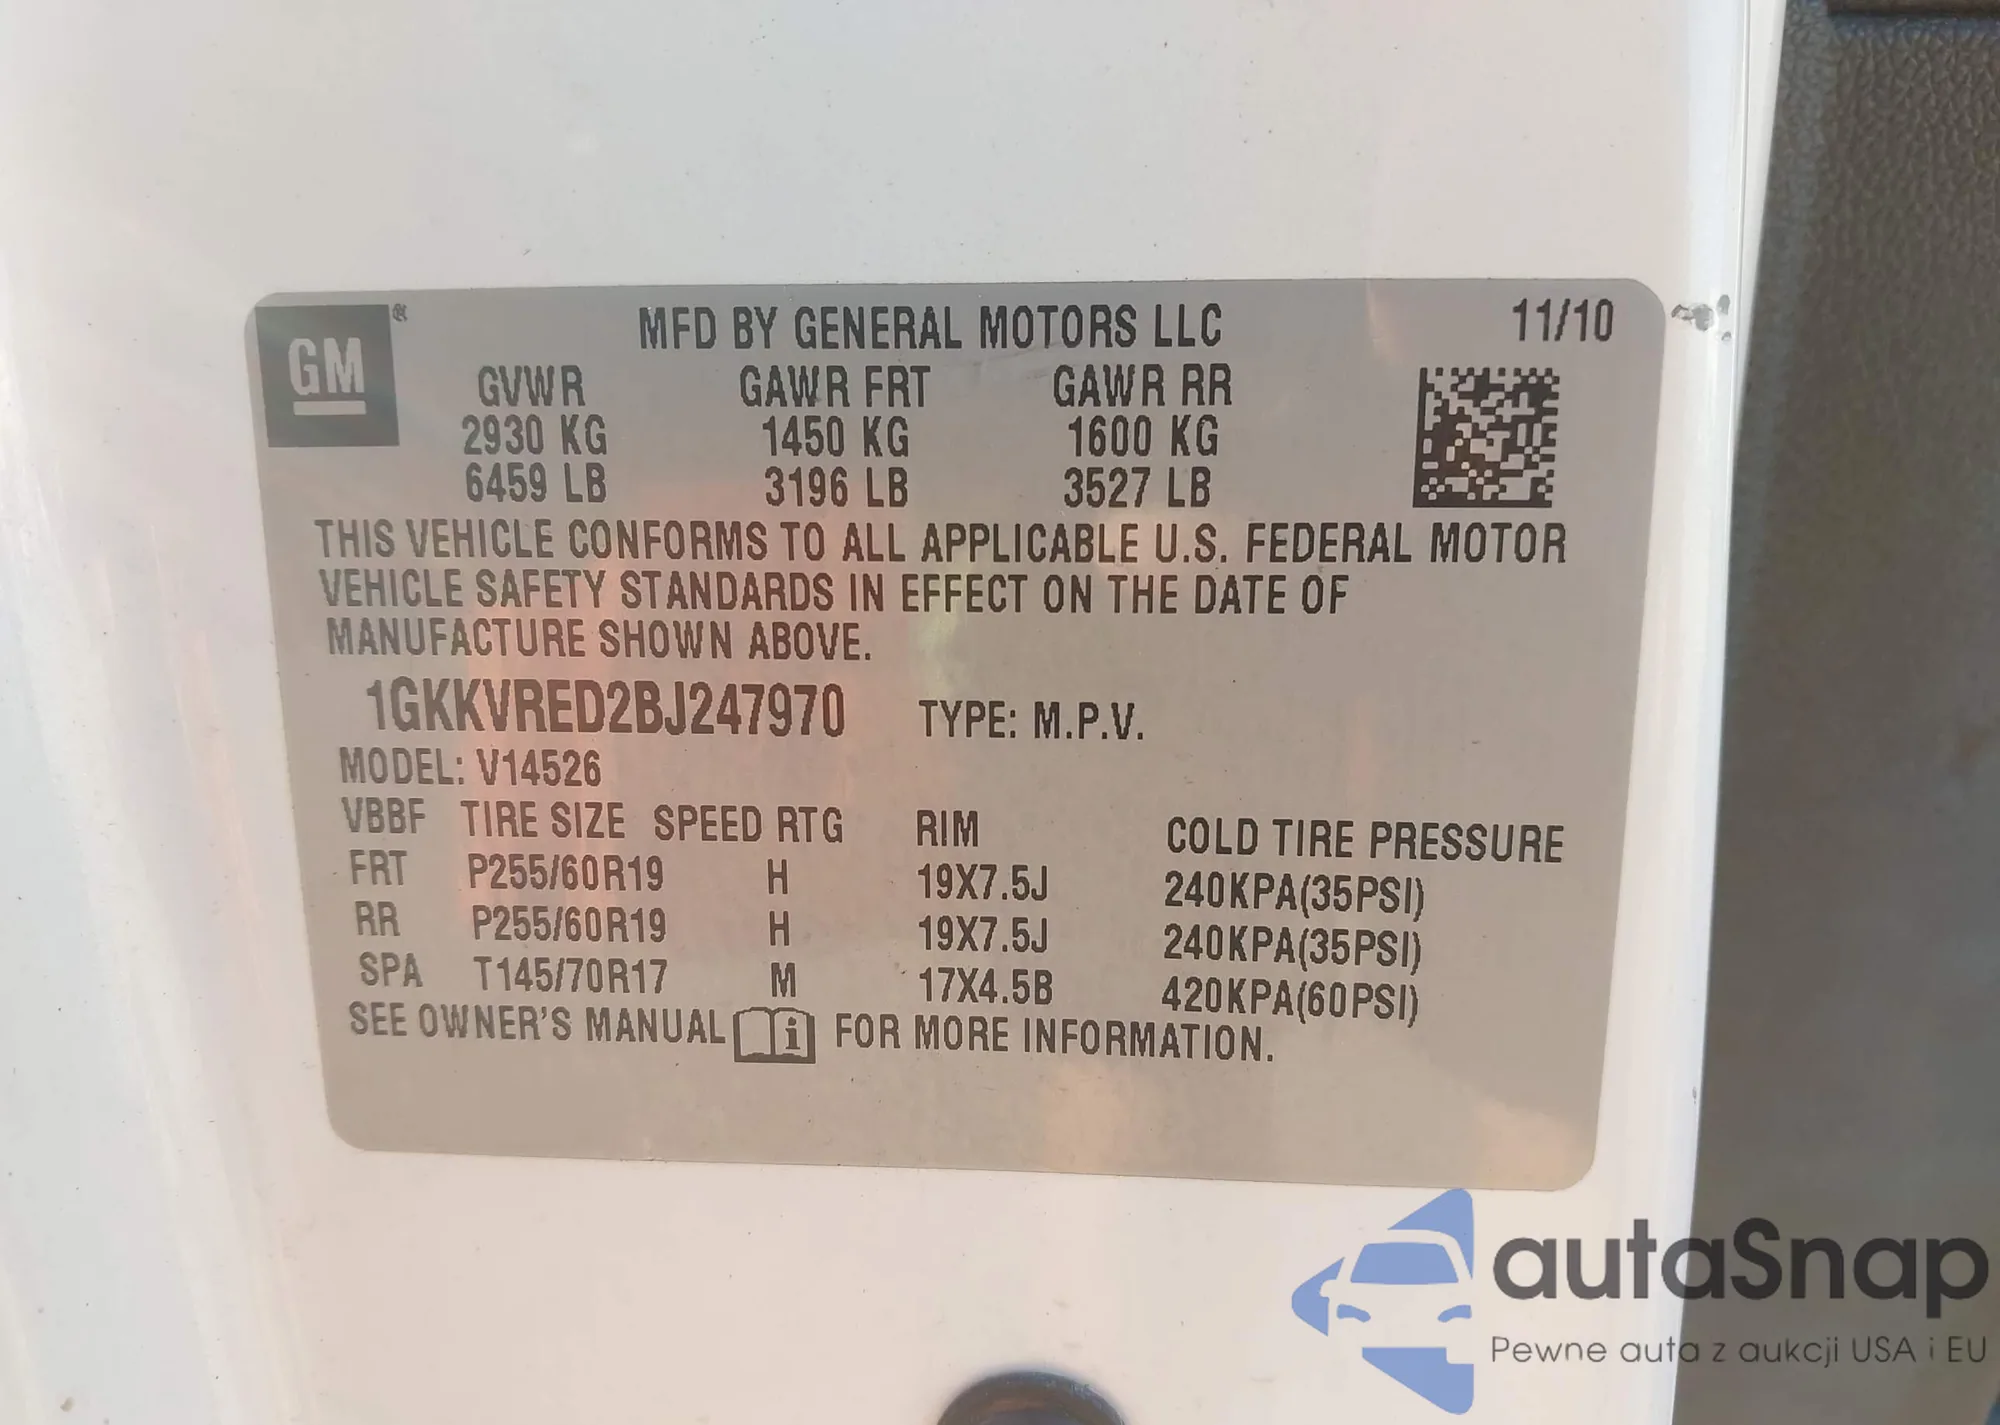 GM®
MFD BY GENERAL MOTORS LLC 11/10
GVWR GAWR FRT GAWR RR
2930 KG 1450 KG 1600 KG
6459 LB 3196 LB 3527 LB
THIS VEHICLE CONFORMS TO ALL APPLICABLE U.S. FEDERAL MOTOR
VEHICLE SAFETY STANDARDS IN EFFECT ON THE DATE OF
MANUFACTURE SHOWN ABOVE.
1GKKVRED2BJ247970 TYPE: M.P.V.
MODEL: V14526
VBBF TIRE SIZE SPEED RTG RIM COLD TIRE PRESSURE
FRT P255/60R19 H 19X7.5J 240KPA(35PSI)
RR P255/60R19 H 19X7.5J 240KPA(35PSI)
SPA T145/70R17 M 17X4.5B 420KPA(60PSI)
SEE OWNER'S MANUAL i FOR MORE INFORMATION.
autaSnap
Pewne auta z aukcji USA i EU